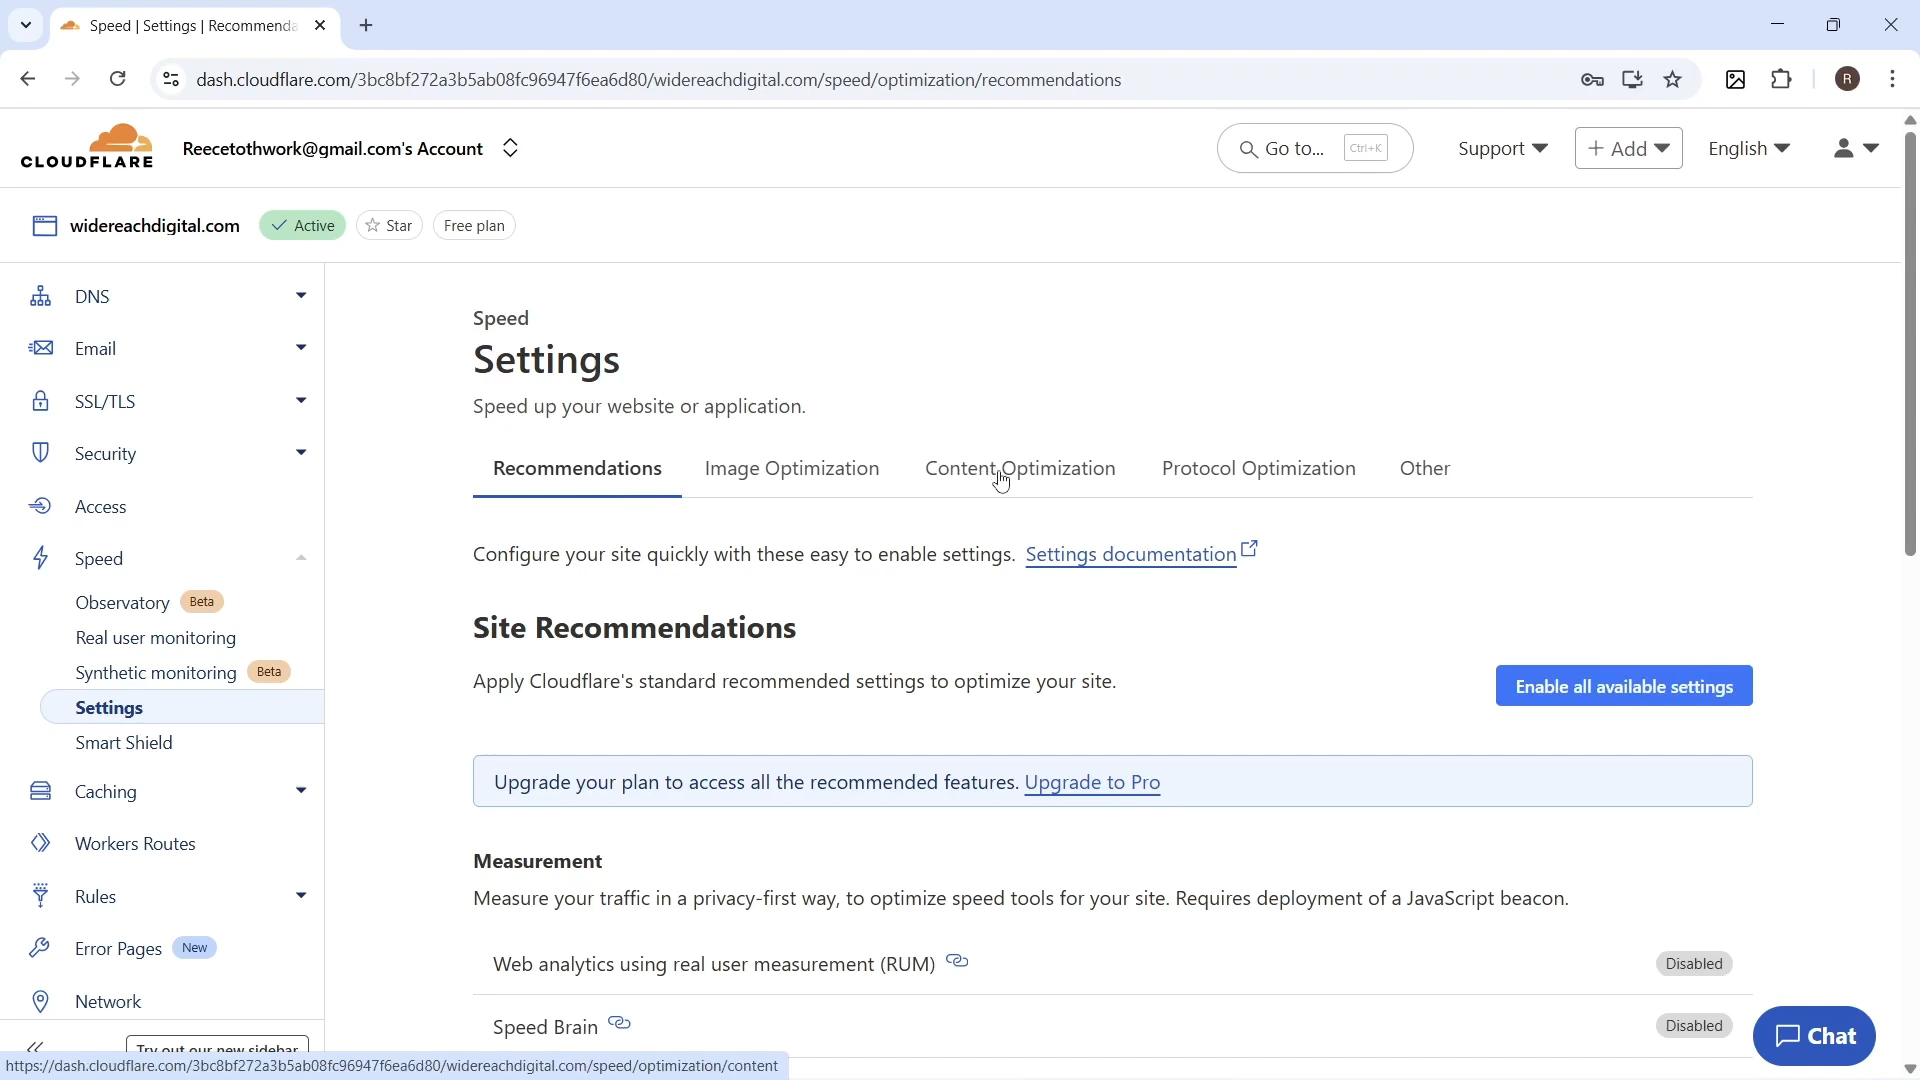 Speed | Settings | Recommenda
dash.cloudflare.com/3bc8bf272a3b5ab08fc96947f6ea6d80/widereachdigital.com/speed/optimization/recommendations
R
CLOUDFLARE
Reecetothwork@gmail.com's Account
Go to... Ctrl+K
Support
+ Add
English
widereachdigital.com
Active
Star
Free plan
DNS
Email
SSL/TLS
Security
Access
Speed
Observatory Beta
Real user monitoring
Synthetic monitoring Beta
Settings
Smart Shield
Caching
Workers Routes
Rules
Error Pages New
Network
Try out our new sidebar
Speed
Settings
Speed up your website or application.
Recommendations Image Optimization Content Optimization Protocol Optimization Other
Configure your site quickly with these easy to enable settings. Settings documentation
Site Recommendations
Apply Cloudflare's standard recommended settings to optimize your site.
Enable all available settings
Upgrade your plan to access all the recommended features. Upgrade to Pro
Measurement
Measure your traffic in a privacy-first way, to optimize speed tools for your site. Requires deployment of a JavaScript beacon.
Web analytics using real user measurement (RUM) Disabled
Speed Brain Disabled
Chat
https://dash.cloudflare.com/3bc8bf272a3b5ab08fc96947f6ea6d80/widereachdigital.com/speed/optimization/content